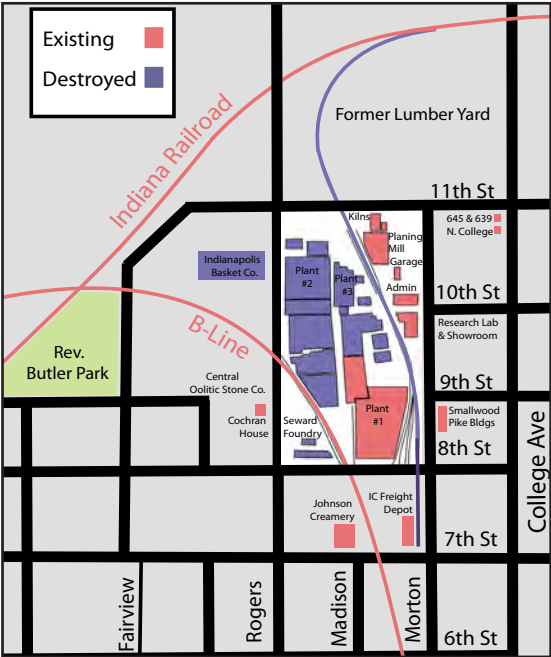 Existing
Destroyed
Indiana Railroad
Former Lumber Yard
11th St
Kilns
645 & 639
N. College
Planing
Mill
Garage
Indianapolis
Basket Co.
Plant
#2
Plant
#3
Admin
10th St
B-Line
Research Lab
& Showroom
Rev.
Butler Park
Central
Oolitic Stone Co.
9th St
Cochran
House
Seward
Foundry
Plant
#1
Smallwood
Pike Bldgs
8th St
College Ave
Johnson
Creamery
IC Freight
Depot
7th St
Fairview
Rogers
Madison
Morton
6th St